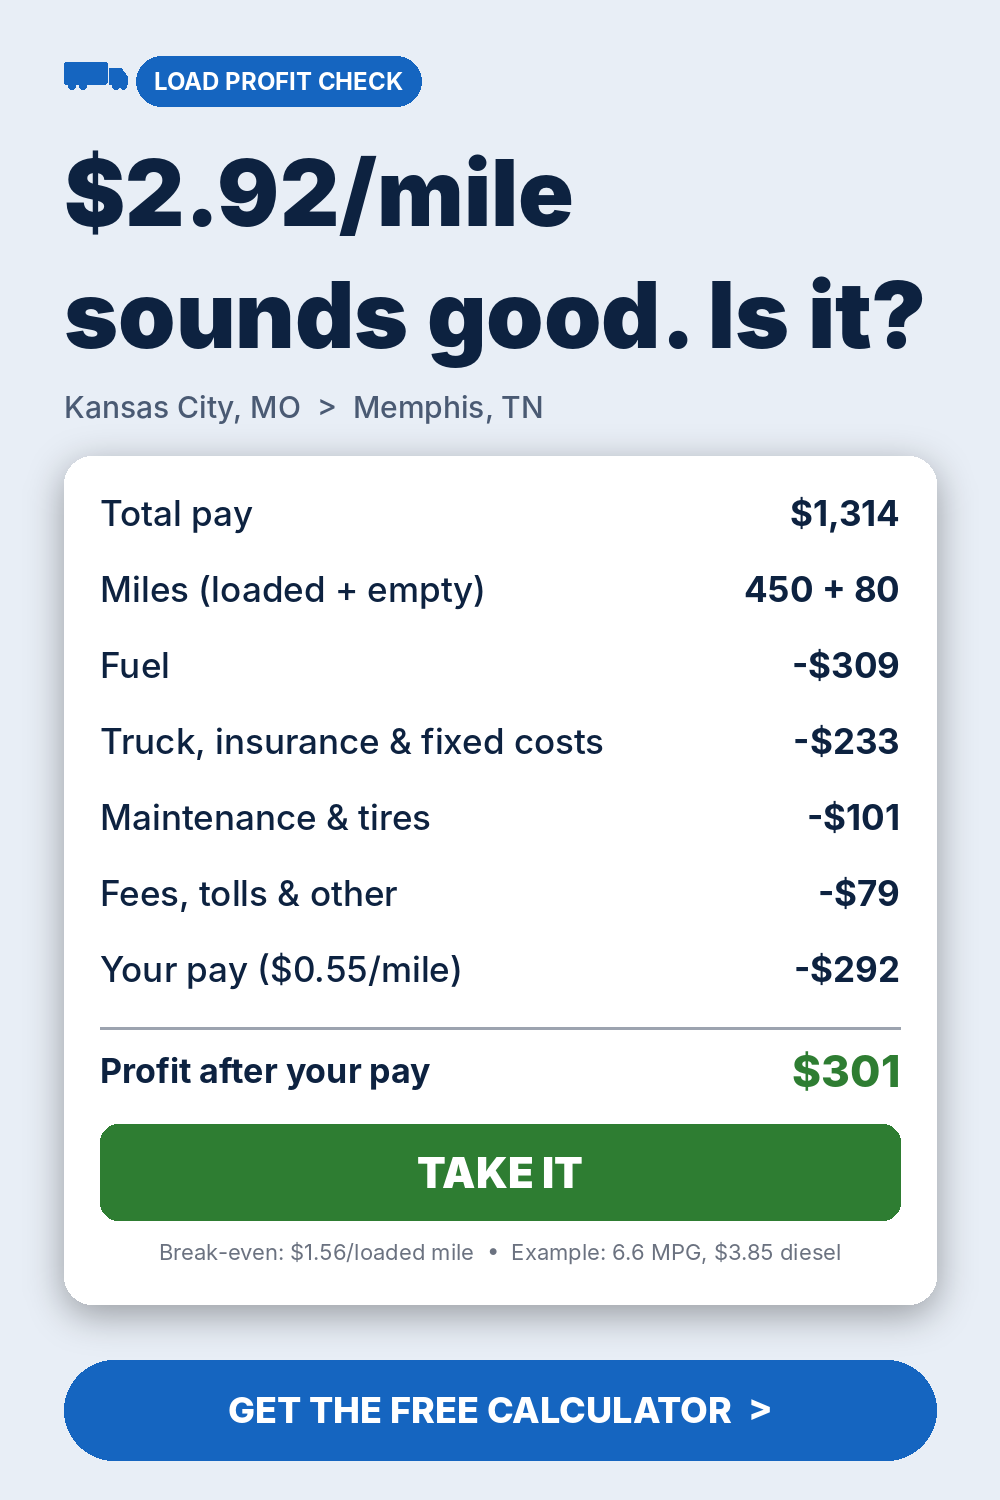 LOAD PROFIT CHECK
$2.92/mile
sounds good. Is it?
Kansas City, MO > Memphis, TN
Total pay $1,314
Miles (loaded + empty) 450 + 80
Fuel -$309
Truck, insurance & fixed costs -$233
Maintenance & tires -$101
Fees, tolls & other -$79
Your pay ($0.55/mile) -$292
Profit after your pay $301
TAKE IT
Break-even: $1.56/loaded mile • Example: 6.6 MPG, $3.85 diesel
GET THE FREE CALCULATOR >